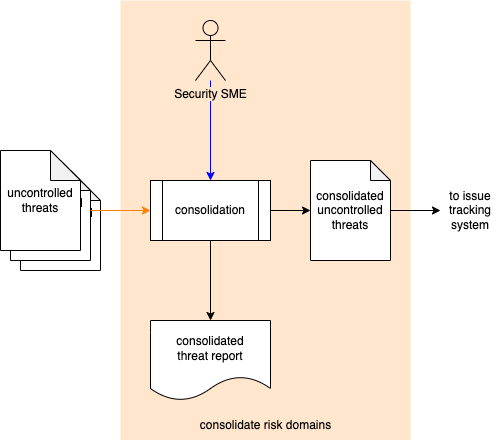 Security SME
uncontrolled
threats
consolidation
consolidated
uncontrolled
threats
to issue
tracking
system
consolidated
threat report
consolidate risk domains